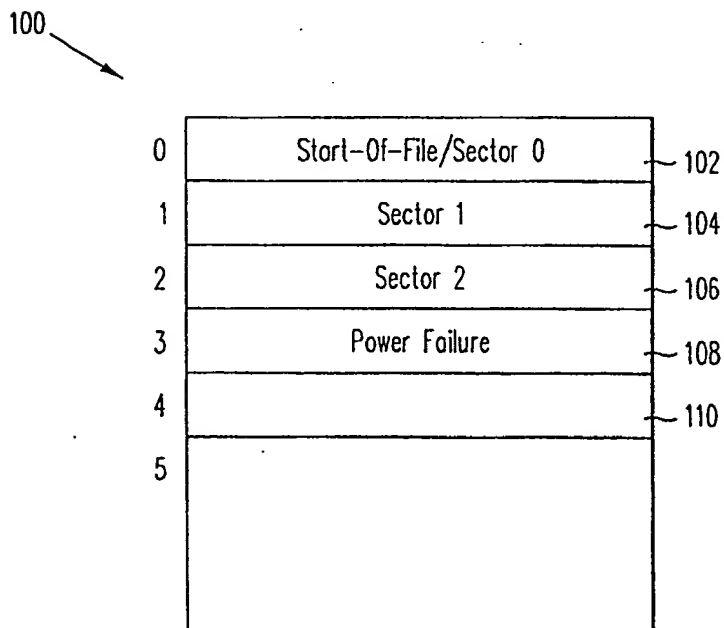 100
0 Start-Of-File/Sector 0 102
1 Sector 1 104
2 Sector 2 106
3 Power Failure 108
4 110
5